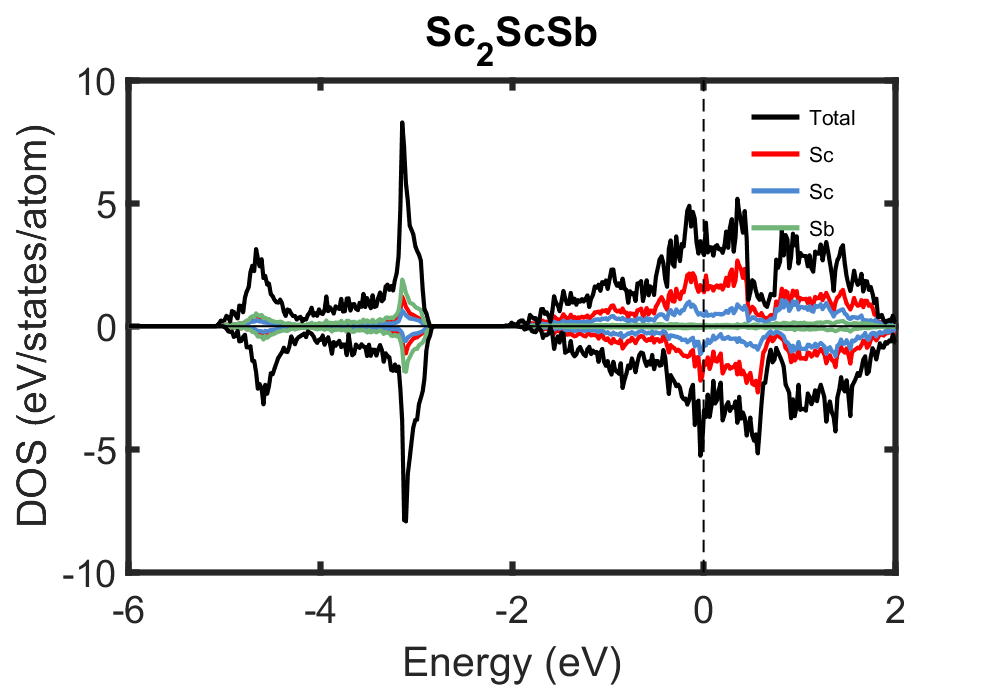 Sc2ScSb
DOS (eV/states/atom)
10
5
0
-5
-10
Total
Sc
Sc
Sb
-6
-4
-2
0
2
Energy (eV)